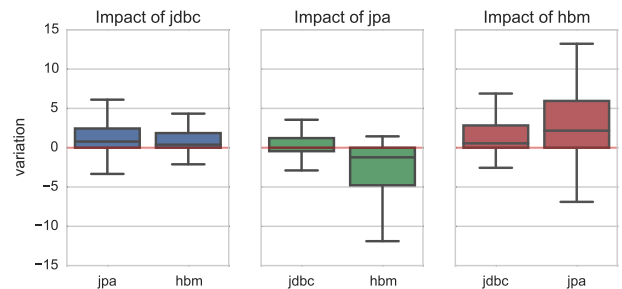 Impact of jdbc
Impact of jpa
Impact of hbm
variation
15
10
5
0
−5
−10
−15
jpa
hbm
jdbc
hbm
jdbc
jpa